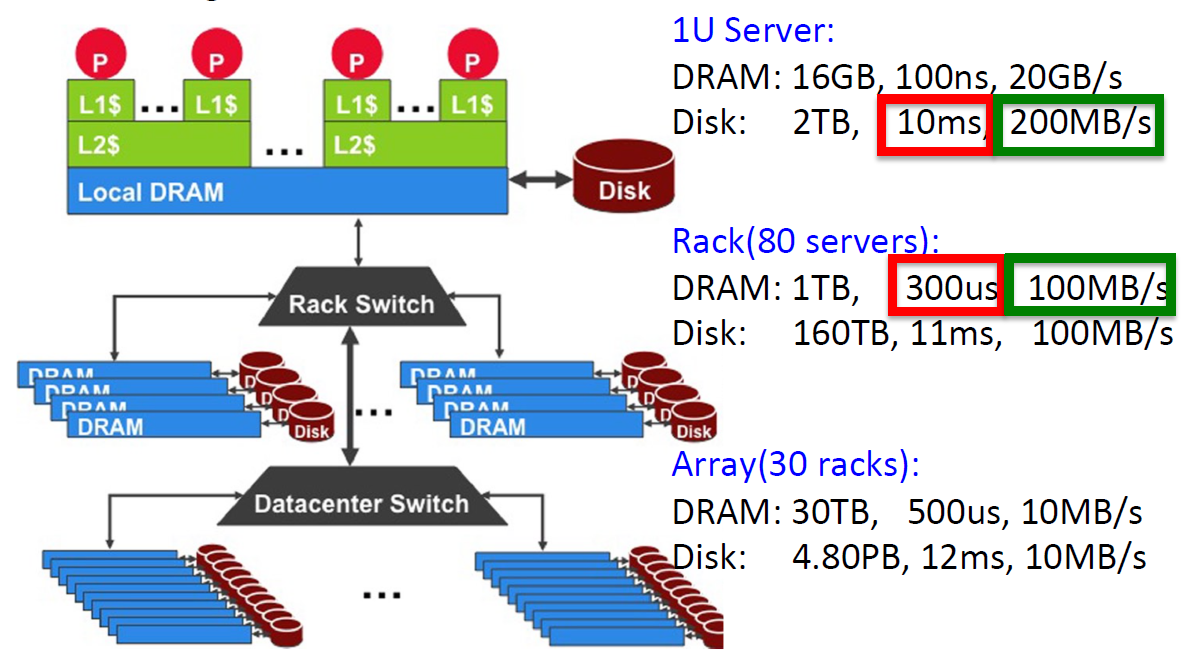 P P P P
L1$ ... L1$ L1$ ... L1$
L2$ ... L2$
Local DRAM
Disk
Rack Switch
DRAM
DRAM
DRAM
DRAM
D
D
D
Disk
...
DRAM
DRAM
DRAM
DRAM
D
D
D
Disk
Datacenter Switch
...
1U Server:
DRAM: 16GB, 100ns, 20GB/s
Disk: 2TB, 10ms, 200MB/s
Rack(80 servers):
DRAM: 1TB, 300us 100MB/s
Disk: 160TB, 11ms, 100MB/s
Array(30 racks):
DRAM: 30TB, 500us, 10MB/s
Disk: 4.80PB, 12ms, 10MB/s